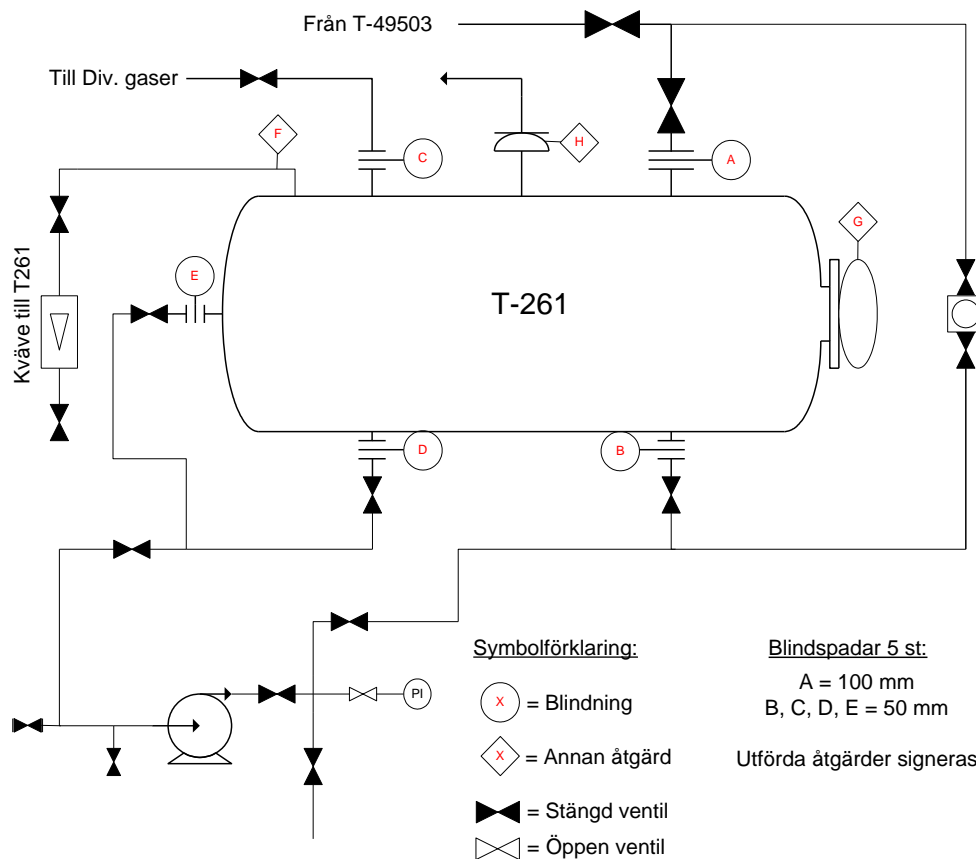 Från T-49503
Till Div. gaser
F
C
H
A
G
E
Kväve till T261
T-261
D
B
Symbolförklaring:
X = Blindning
X = Annan åtgärd
= Stängd ventil
= Öppen ventil
PI
Blindspadar 5 st:
A = 100 mm
B, C, D, E = 50 mm
Utförda åtgärder signeras